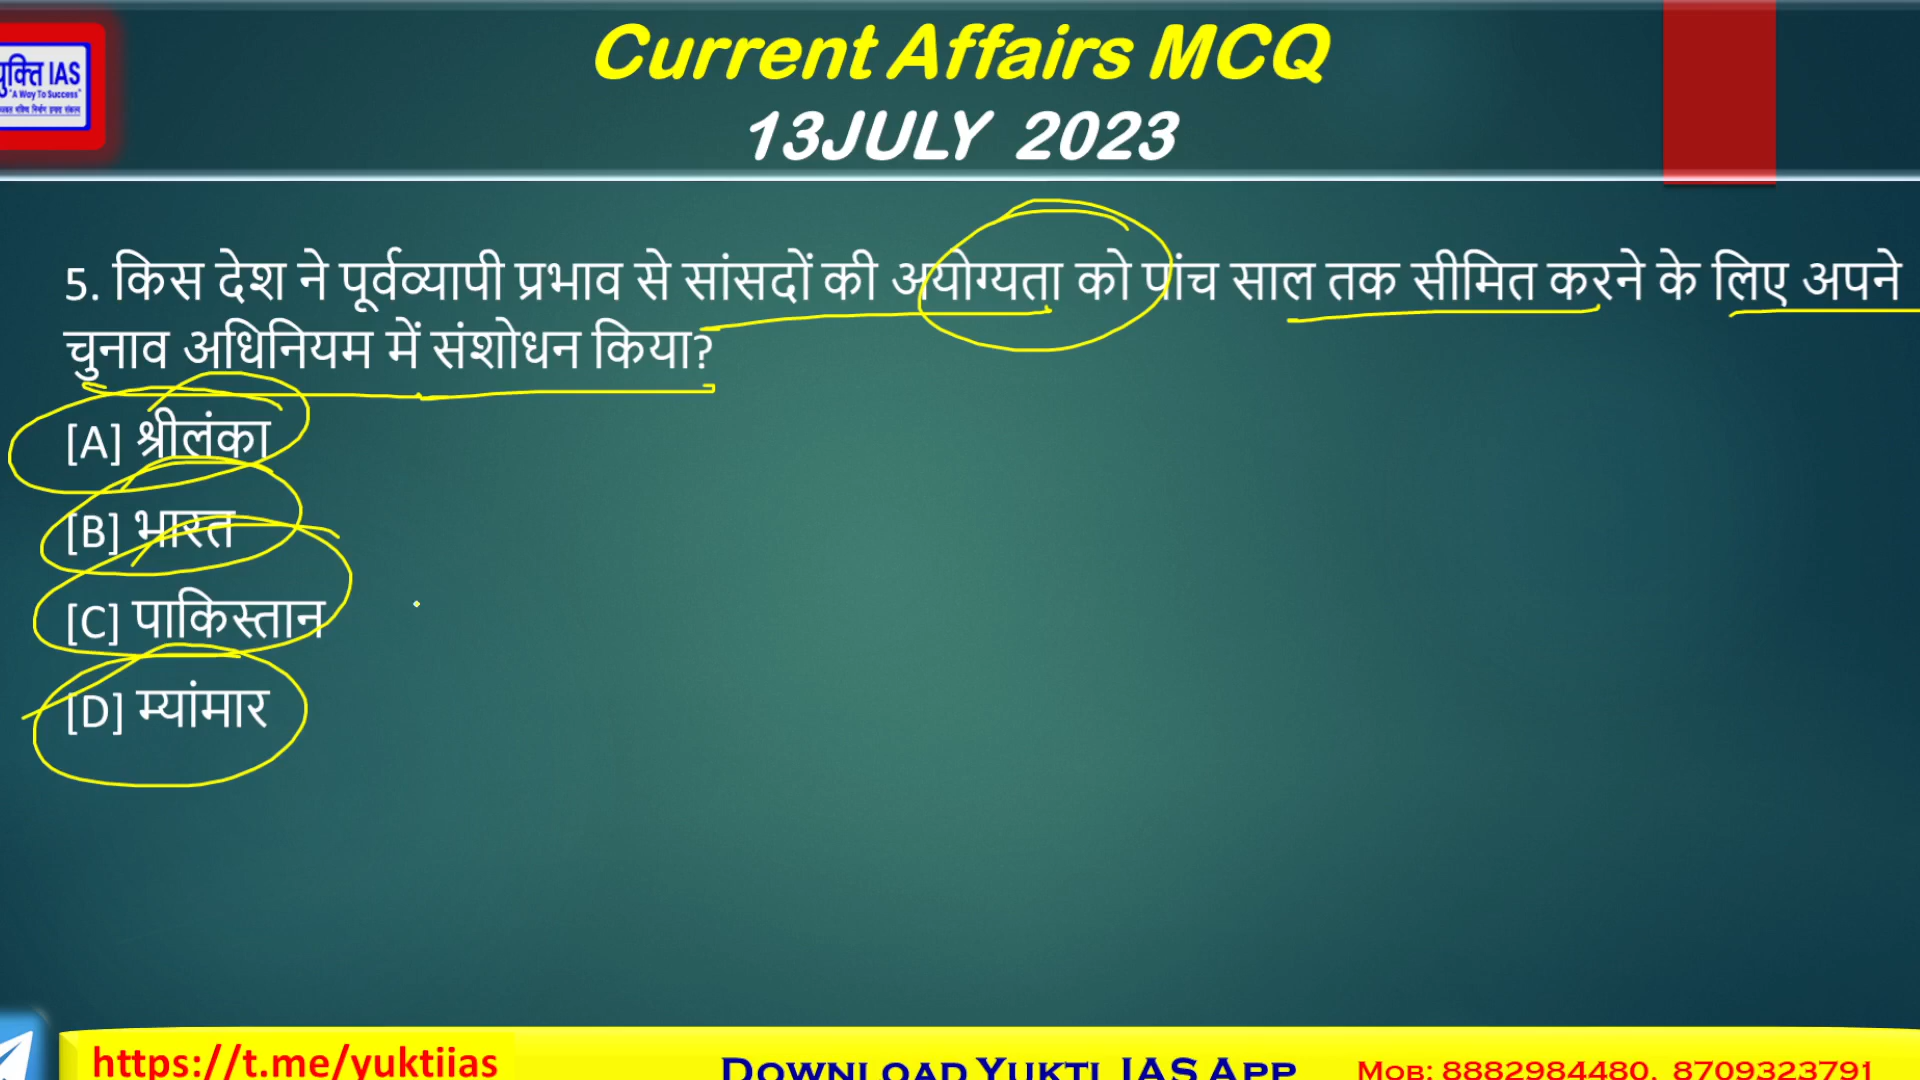 Current Affairs MCQ
13JULY 2023
युक्ति IAS
"A Way To Success"
5. किस देश ने पूर्वव्यापी प्रभाव से सांसदों की अयोग्यता को पांच साल तक सीमित करने के लिए अपने
चुनाव अधिनियम में संशोधन किया?
[A] श्रीलंका
[B] भारत
[C] पाकिस्तान
[D] म्यांमार
https://t.me/yuktiias
Download Yukti IAS App
Mob: 8882984480, 8709323791